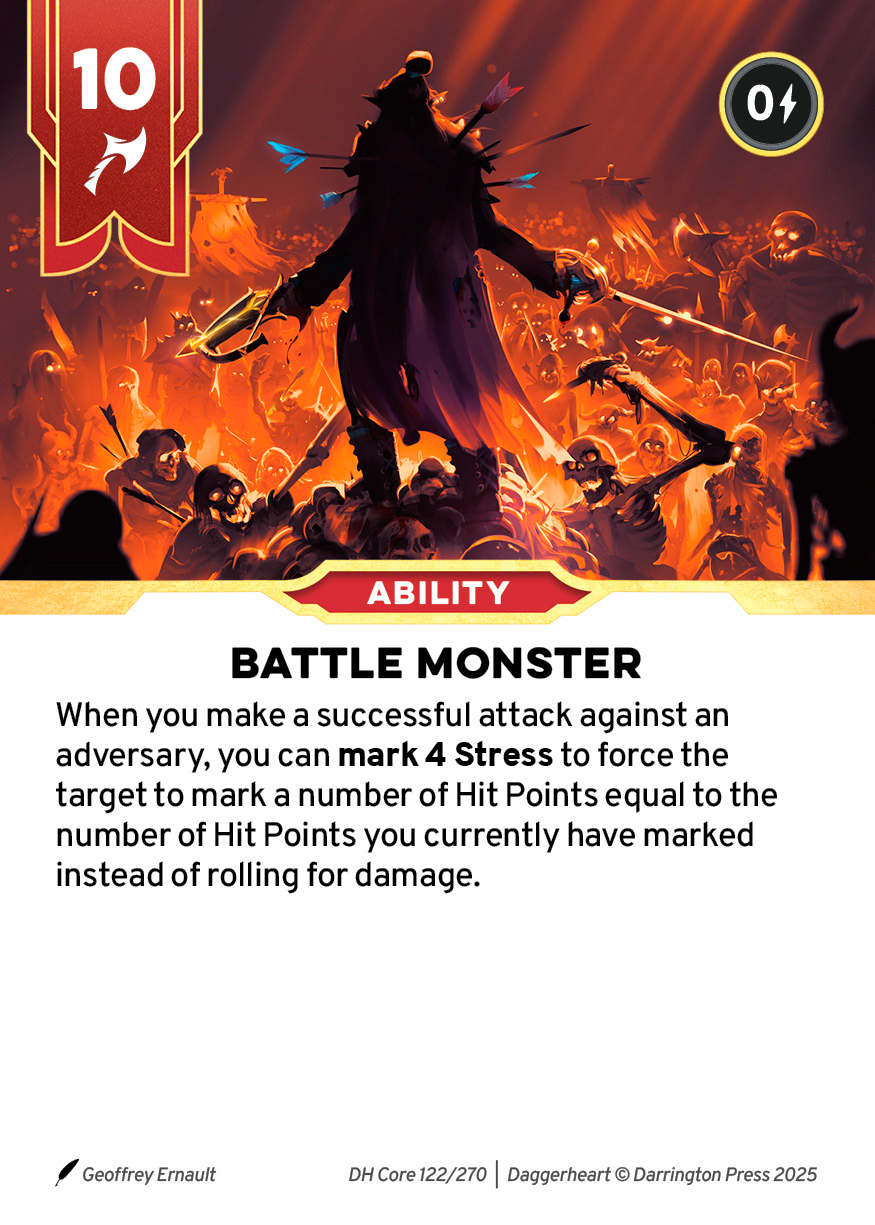 10
0
ABILITY
BATTLE MONSTER
When you make a successful attack against an
adversary, you can mark 4 Stress to force the
target to mark a number of Hit Points equal to the
number of Hit Points you currently have marked
instead of rolling for damage.
Geoffrey Ernault
DH Core 122/270 | Daggerheart © Darrington Press 2025